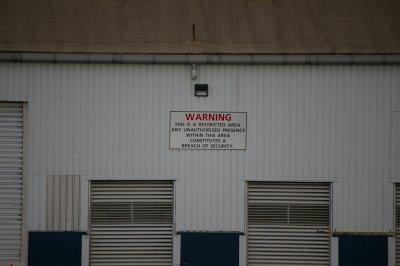 WARNING
THIS IS A RESTRICTED AREA.
ANY UNAUTHORIZED PRESENCE
WITHIN THIS AREA
CONSTITUTES A
BREACH OF SECURITY.